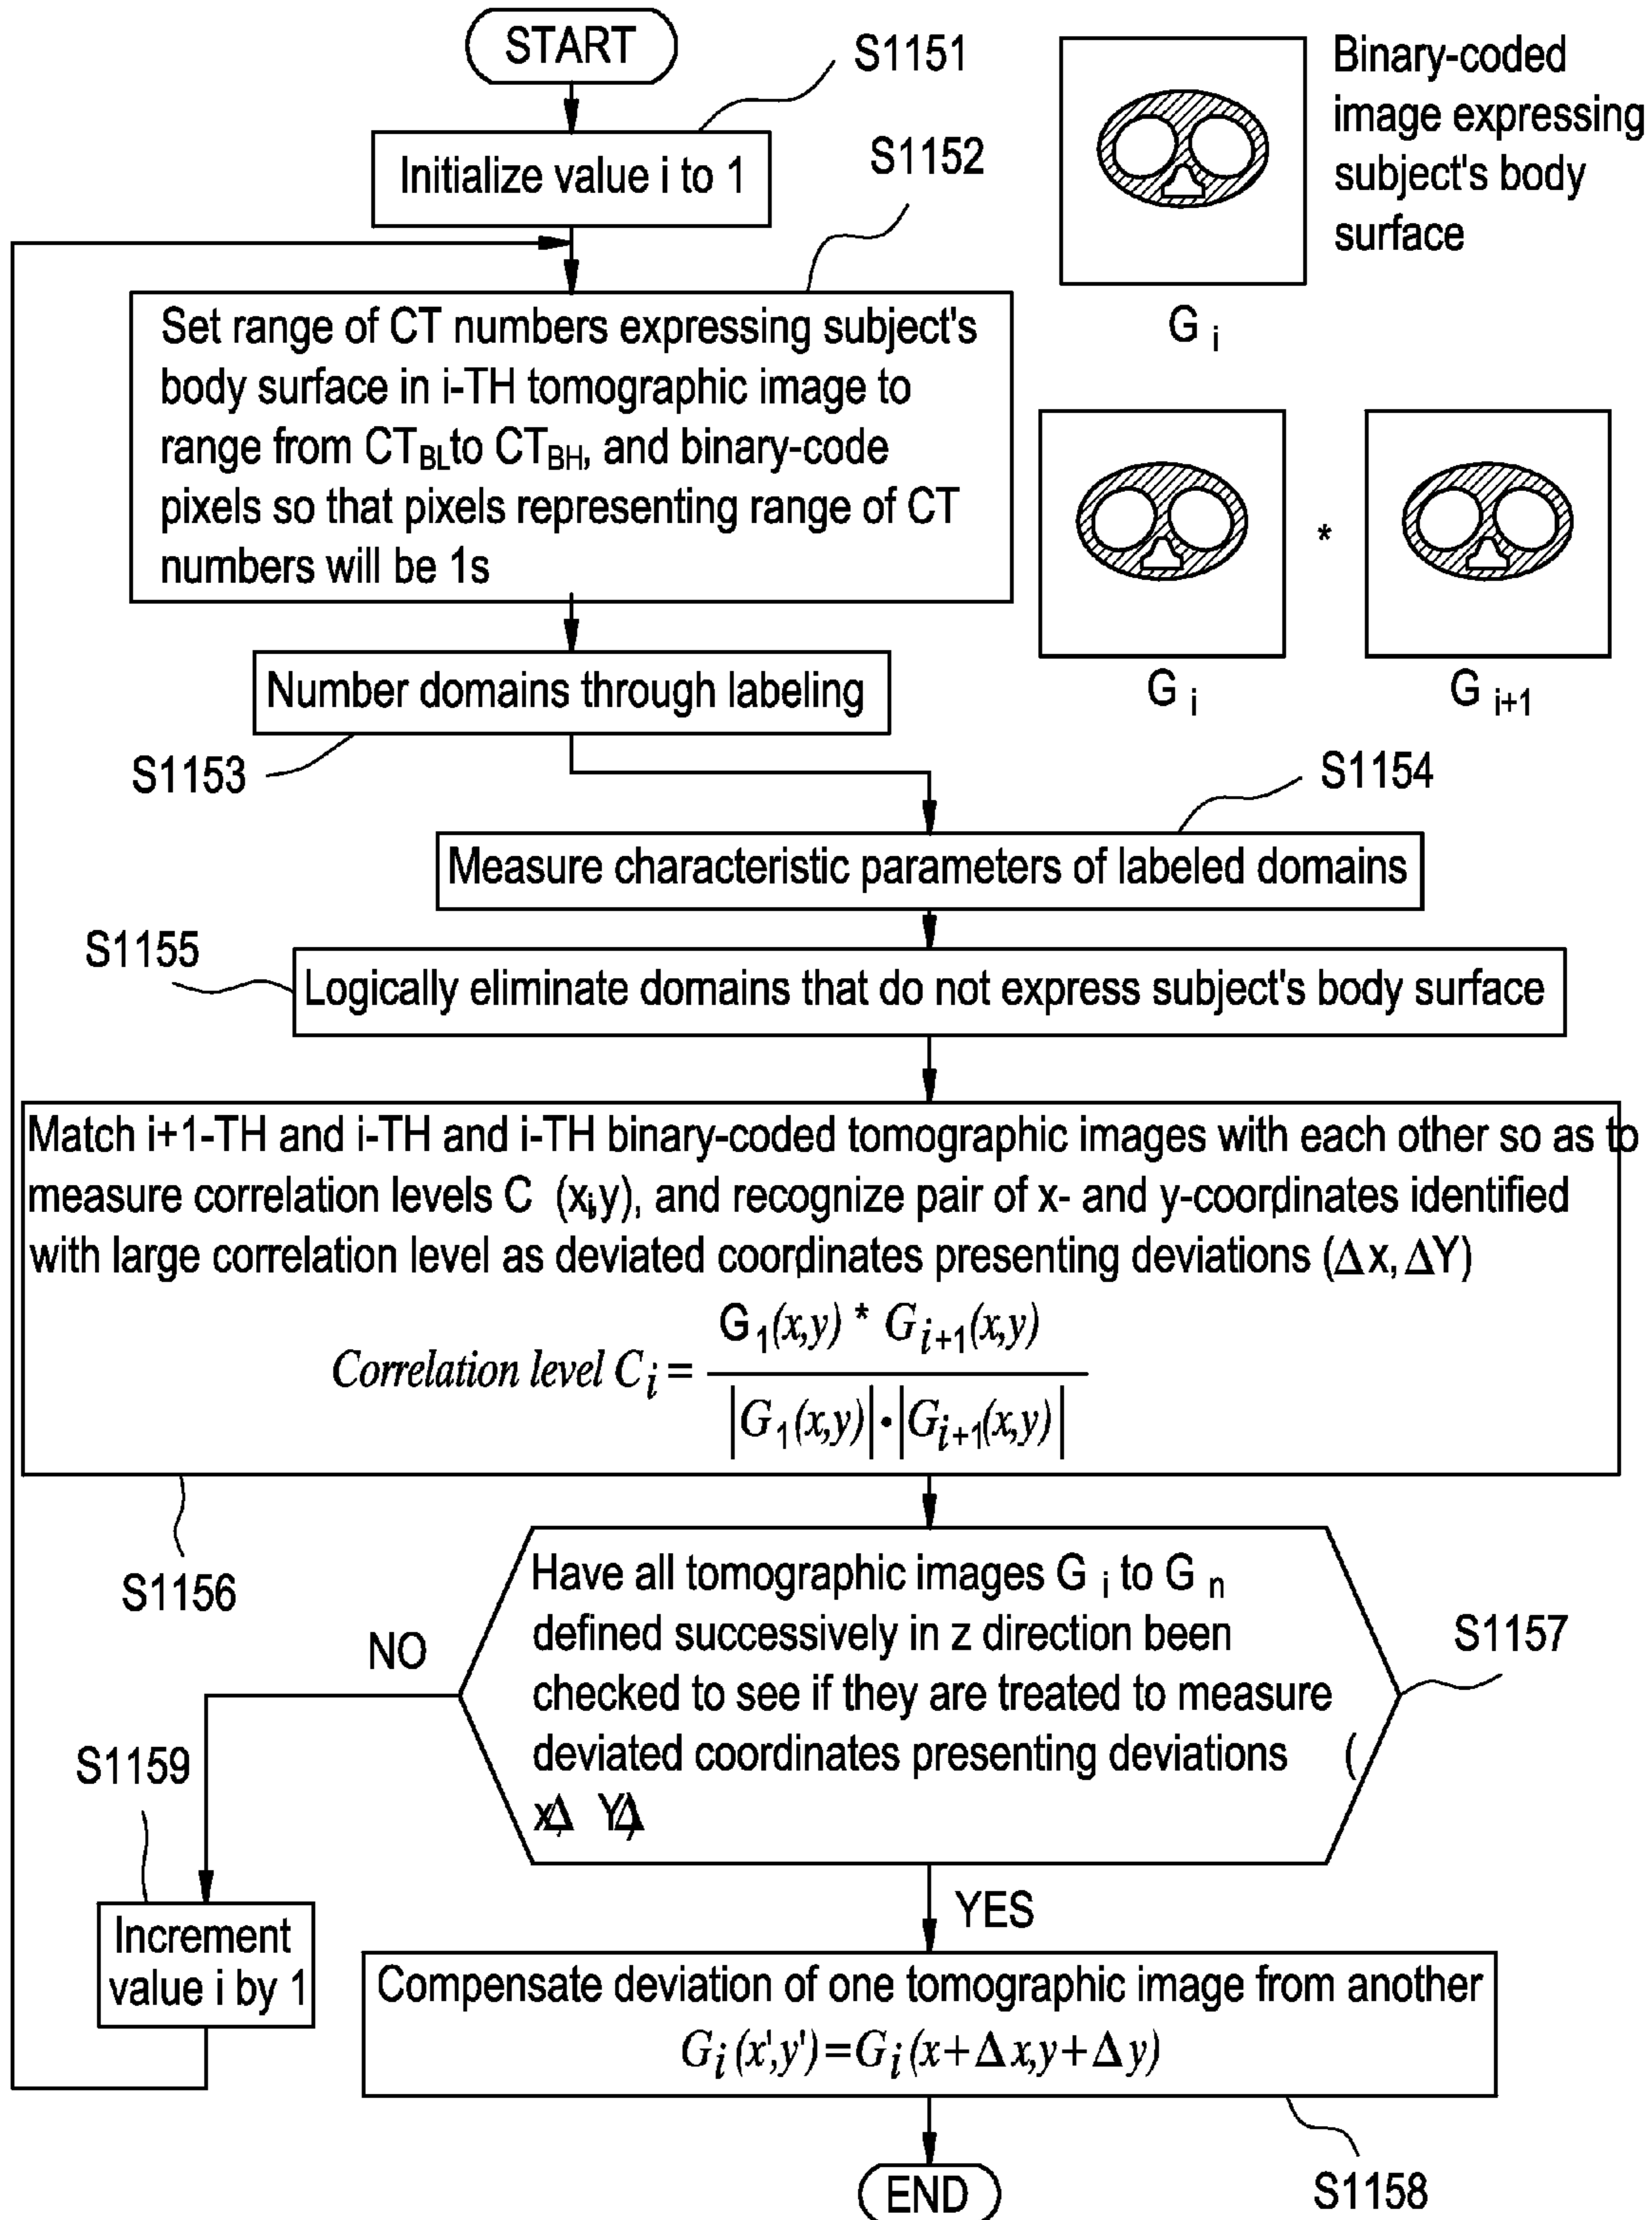 START
S1151
Initialize value i to 1
S1152
Binary-coded
image expressing
subject's body
surface
G i
Set range of CT numbers expressing subject's
body surface in i-TH tomographic image to
range from CTBLto CTBH, and binary-code
pixels so that pixels representing range of CT
numbers will be 1s
*
G i
G i+1
Number domains through labeling
S1153
S1154
Measure characteristic parameters of labeled domains
S1155
Logically eliminate domains that do not express subject's body surface
Match i+1-TH and i-TH and i-TH binary-coded tomographic images with each other so as to
measure correlation levels C (xi,y), and recognize pair of x- and y-coordinates identified
with large correlation level as deviated coordinates presenting deviations (Δx, ΔY)
Correlation level Ci = G1(x,y) * Gi+1(x,y)
|G1(x,y)|•|Gi+1(x,y)|
S1156
Have all tomographic images G i to G n
defined successively in z direction been
checked to see if they are treated to measure
deviated coordinates presenting deviations (
xΔ, YΔ)
S1157
NO
S1159
Increment
value i by 1
YES
Compensate deviation of one tomographic image from another
Gi(x',y')=Gi(x+Δx,y+Δy)
S1158
END